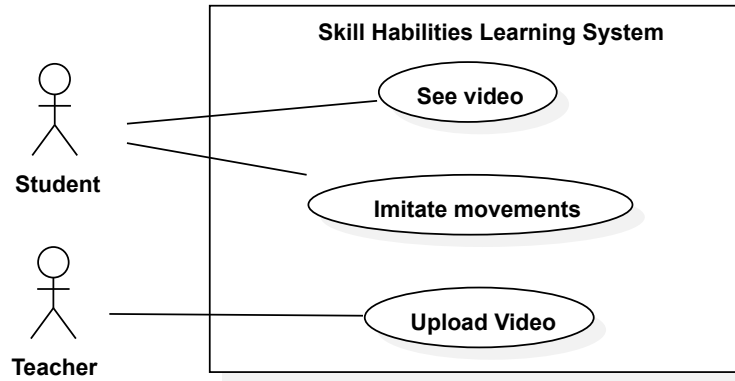 Skill Habilities Learning System
See video
Student
Imitate movements
Upload Video
Teacher